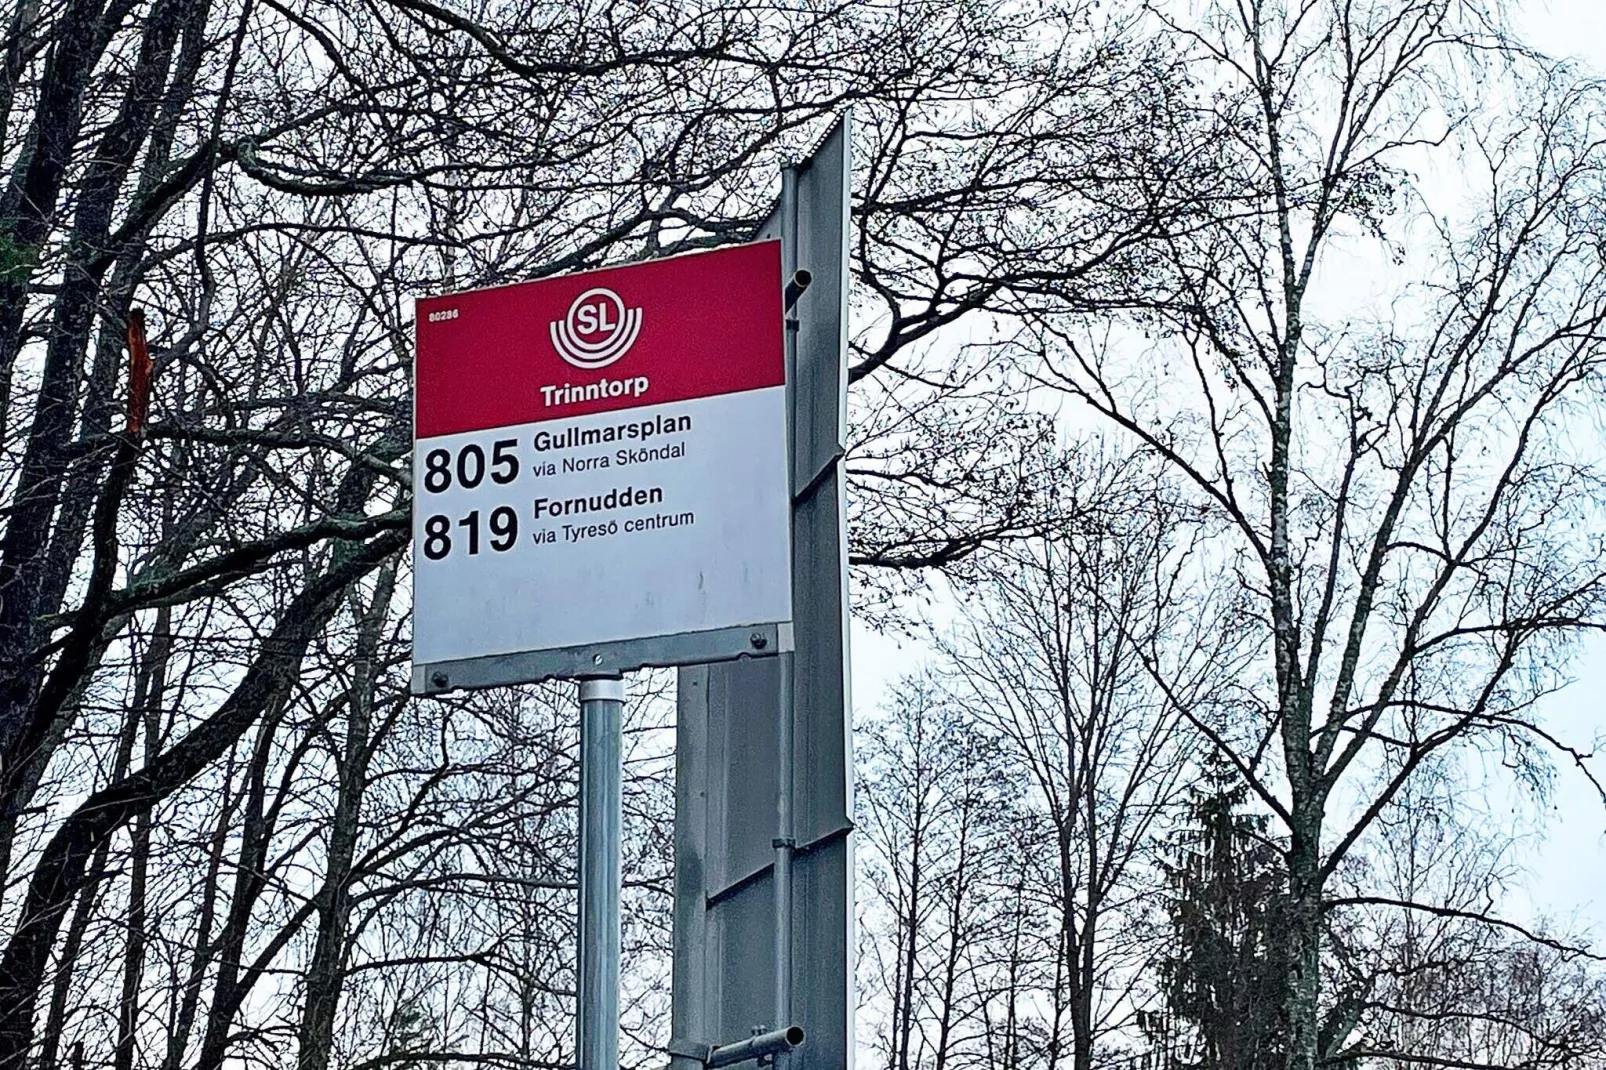 80286
SL
Trinntorp
805 Gullmarsplan
via Norra Sköndal
819 Fornudden
via Tyresö centrum